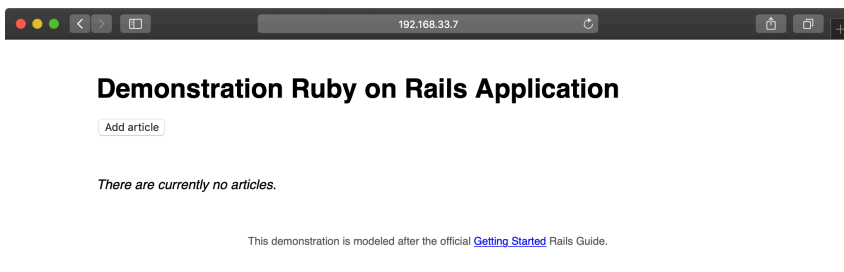 192.168.33.7
Demonstration Ruby on Rails Application
Add article
There are currently no articles.
This demonstration is modeled after the official Getting Started Rails Guide.